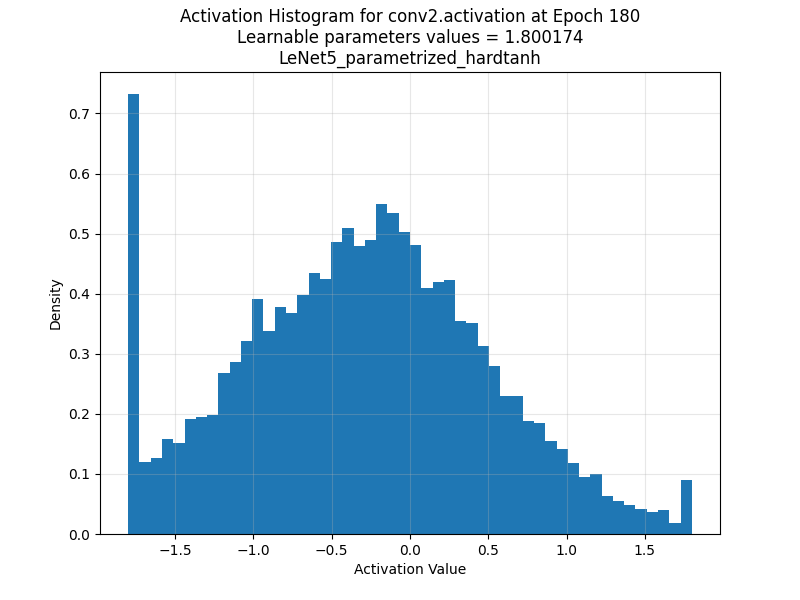 Activation Histogram for conv2.activation at Epoch 180
Learnable parameters values = 1.800174
LeNet5_parametrized_hardtanh
0.7
0.6
0.5
0.4
0.3
0.2
0.1
0.0
Density
−1.5 −1.0 −0.5 0.0 0.5 1.0 1.5
Activation Value